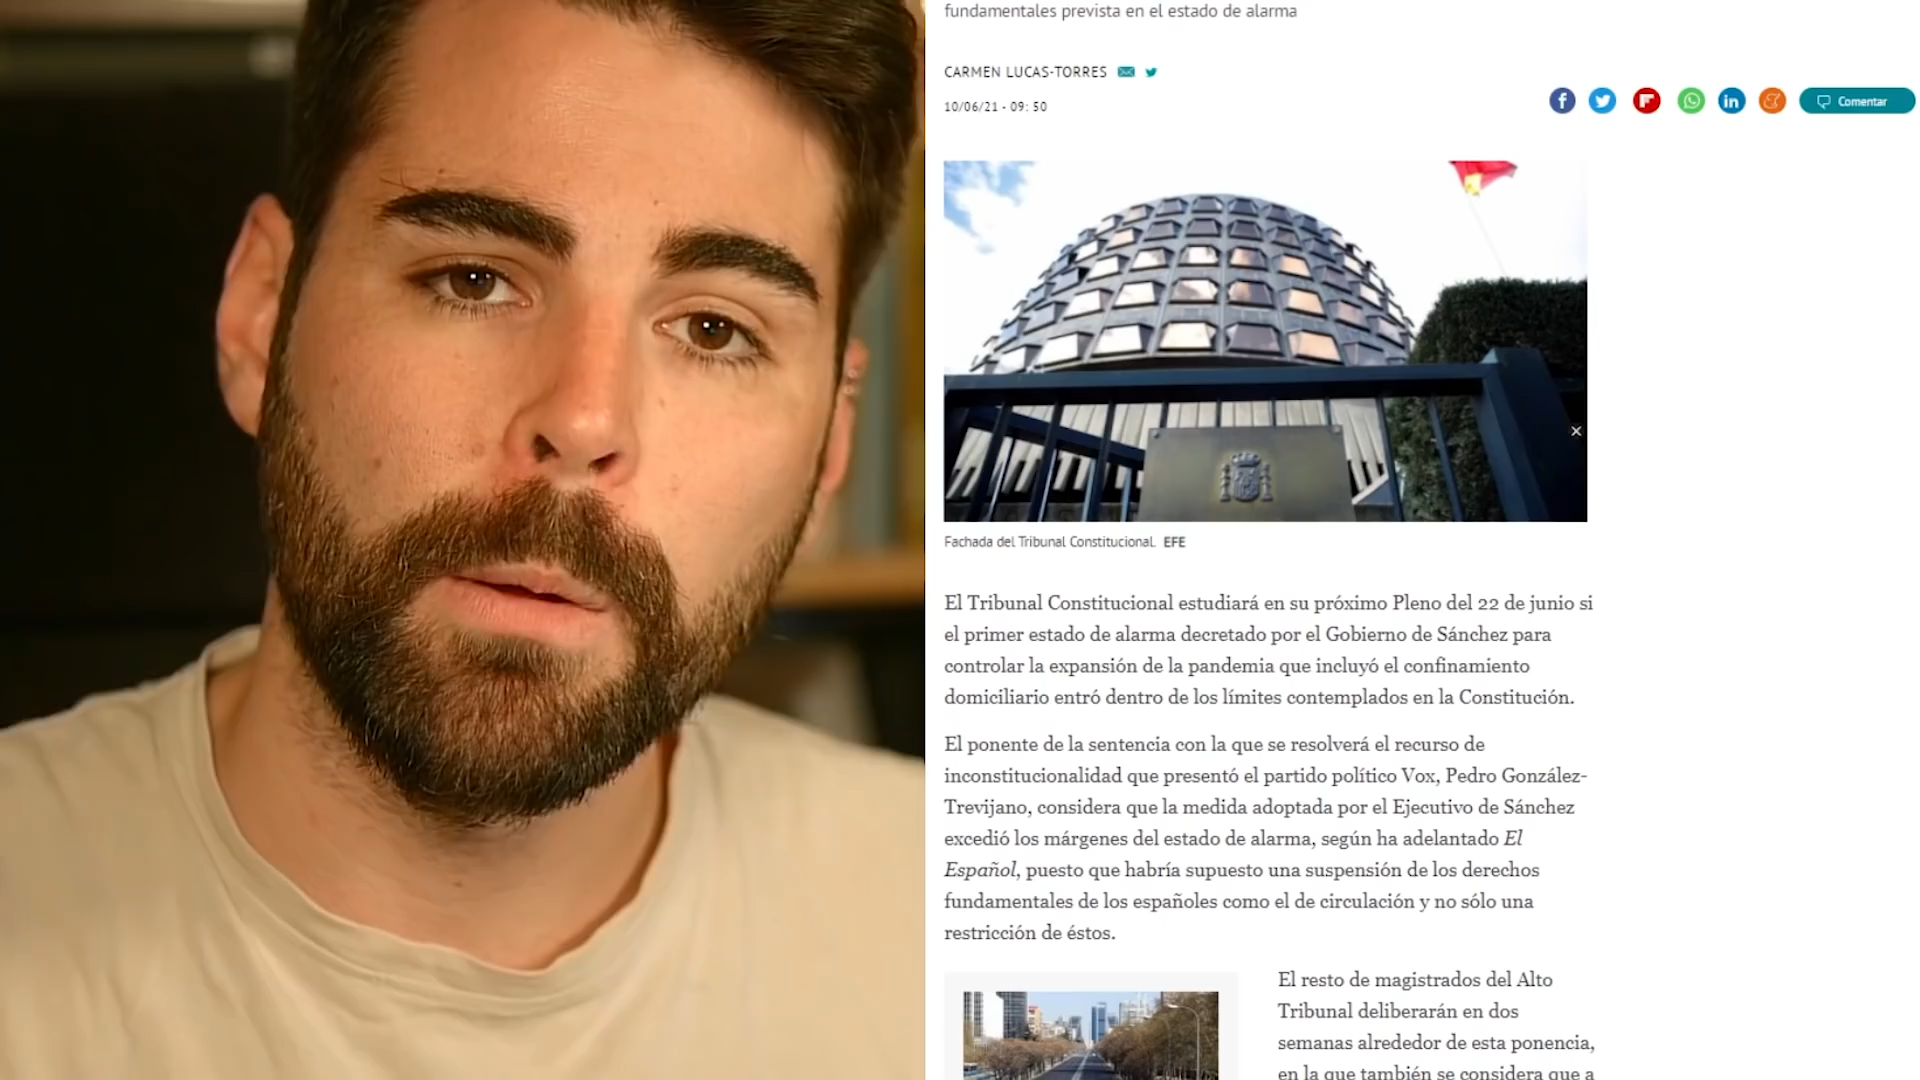 fundamentales prevista en el estado de alarma
CARMEN LUCAS-TORRES
10/06/21 - 09: 50
Comentar
Fachada del Tribunal Constitucional. EFE
El Tribunal Constitucional estudiará en su próximo Pleno del 22 de junio si
el primer estado de alarma decretado por el Gobierno de Sánchez para
controlar la expansión de la pandemia que incluyó el confinamiento
domiciliario entró dentro de los límites contemplados en la Constitución.
El ponente de la sentencia con la que se resolverá el recurso de
inconstitucionalidad que presentó el partido político Vox, Pedro González-
Trevijano, considera que la medida adoptada por el Ejecutivo de Sánchez
excedió los márgenes del estado de alarma, según ha adelantado El
Español, puesto que habría supuesto una suspensión de los derechos
fundamentales de los españoles como el de circulación y no sólo una
restricción de éstos.
El resto de magistrados del Alto
Tribunal deliberarán en dos
semanas alrededor de esta ponencia,
en la que también se considera que a